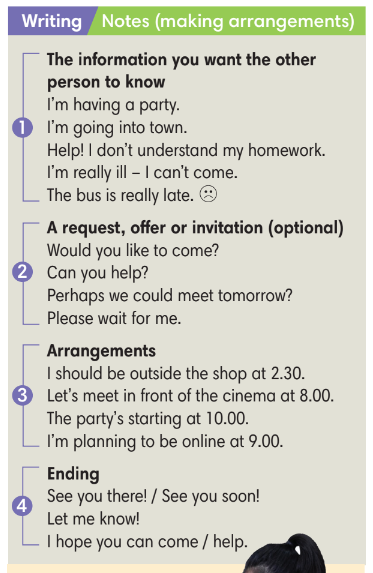 Writing Notes (making arrangements)
The information you want the other
person to know
I'm having a party.
1
I'm going into town.
Help! I don't understand my homework.
I'm really ill – I can't come.
The bus is really late. ☹
A request, offer or invitation (optional)
Would you like to come?
2
Can you help?
Perhaps we could meet tomorrow?
Please wait for me.
Arrangements
I should be outside the shop at 2.30.
3
Let's meet in front of the cinema at 8.00.
The party's starting at 10.00.
I'm planning to be online at 9.00.
Ending
See you there! / See you soon!
4
Let me know!
I hope you can come / help.